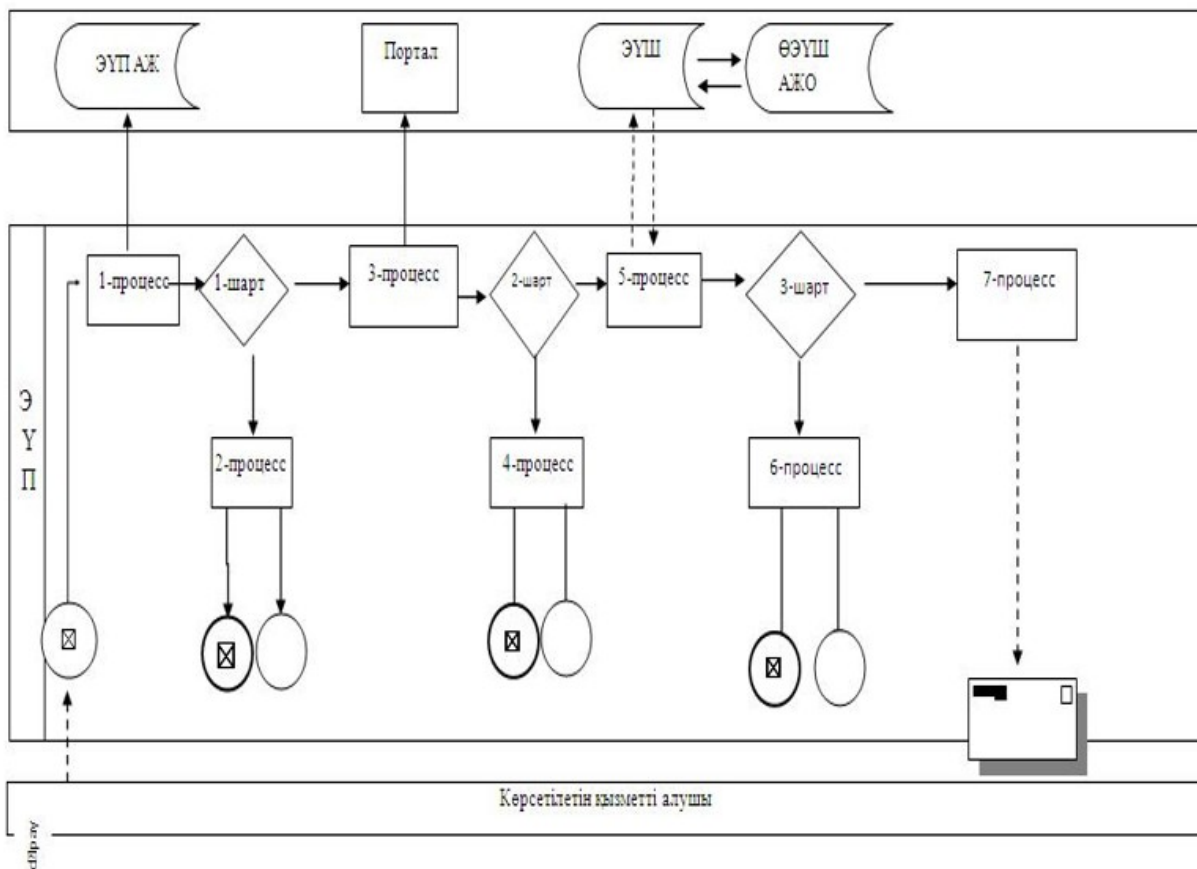 ЭҮП АЖ
Портал
ЭҮШ
ӨЭҮШ
АЖО
1-процесс
1-шарт
3-процесс
2-шарт
5-процесс
3-шарт
7-процесс
Э
Ү
П
2-процесс
4-процесс
6-процесс
Көрсетілетін қызметті алушы